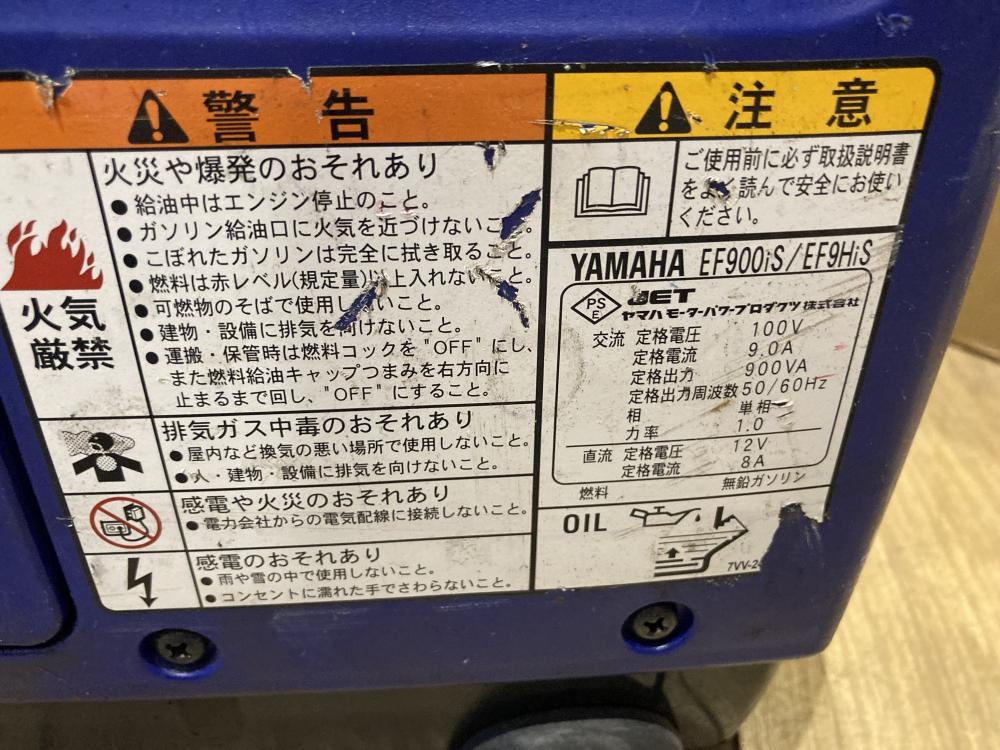 警告
火災や爆発のおそれあり
● 給油中はエンジン停止のこと。
● ガソリン給油口に火気を近づけないこ 。
● こぼれたガソリンは完全に拭き取ること。
● 燃料は赤レベル(規定量)以上入れないこと。
● 可燃物のそばで使用しないこと。
● 建物・設備に排気を向けないこと。
● 運搬・保管時は燃料コックを"OFF"にし、
また燃料給油キャップつまみを右方向に
止まるまで回し、"OFF"にすること。
火気
厳禁
排気ガス中毒のおそれあり
● 屋内など換気の悪い場所で使用しないこと。
● 人・建物・設備に排気を向けないこと。
感電や火災のおそれあり
● 電力会社からの電気配線に接続しないこと。
感電のおそれあり
● 雨や雪の中で使用しないこと。
● コンセントに濡れた手でさわらないこと。
注意
ご使用前に必ず取扱説明書
をよく読んで安全にお使い
ください。
YAMAHA EF900iS/EF9HiS
PS
E
JET
ヤマハモーターパワープロダクツ株式会社
交流 定格電圧 100V
定格電流 9.0A
定格出力 900VA
定格出力周波数 50/60Hz
相 単相
力率 1.0
直流 定格電圧 12V
定格電流 8A
燃料 無鉛ガソリン
OIL
7VV-2